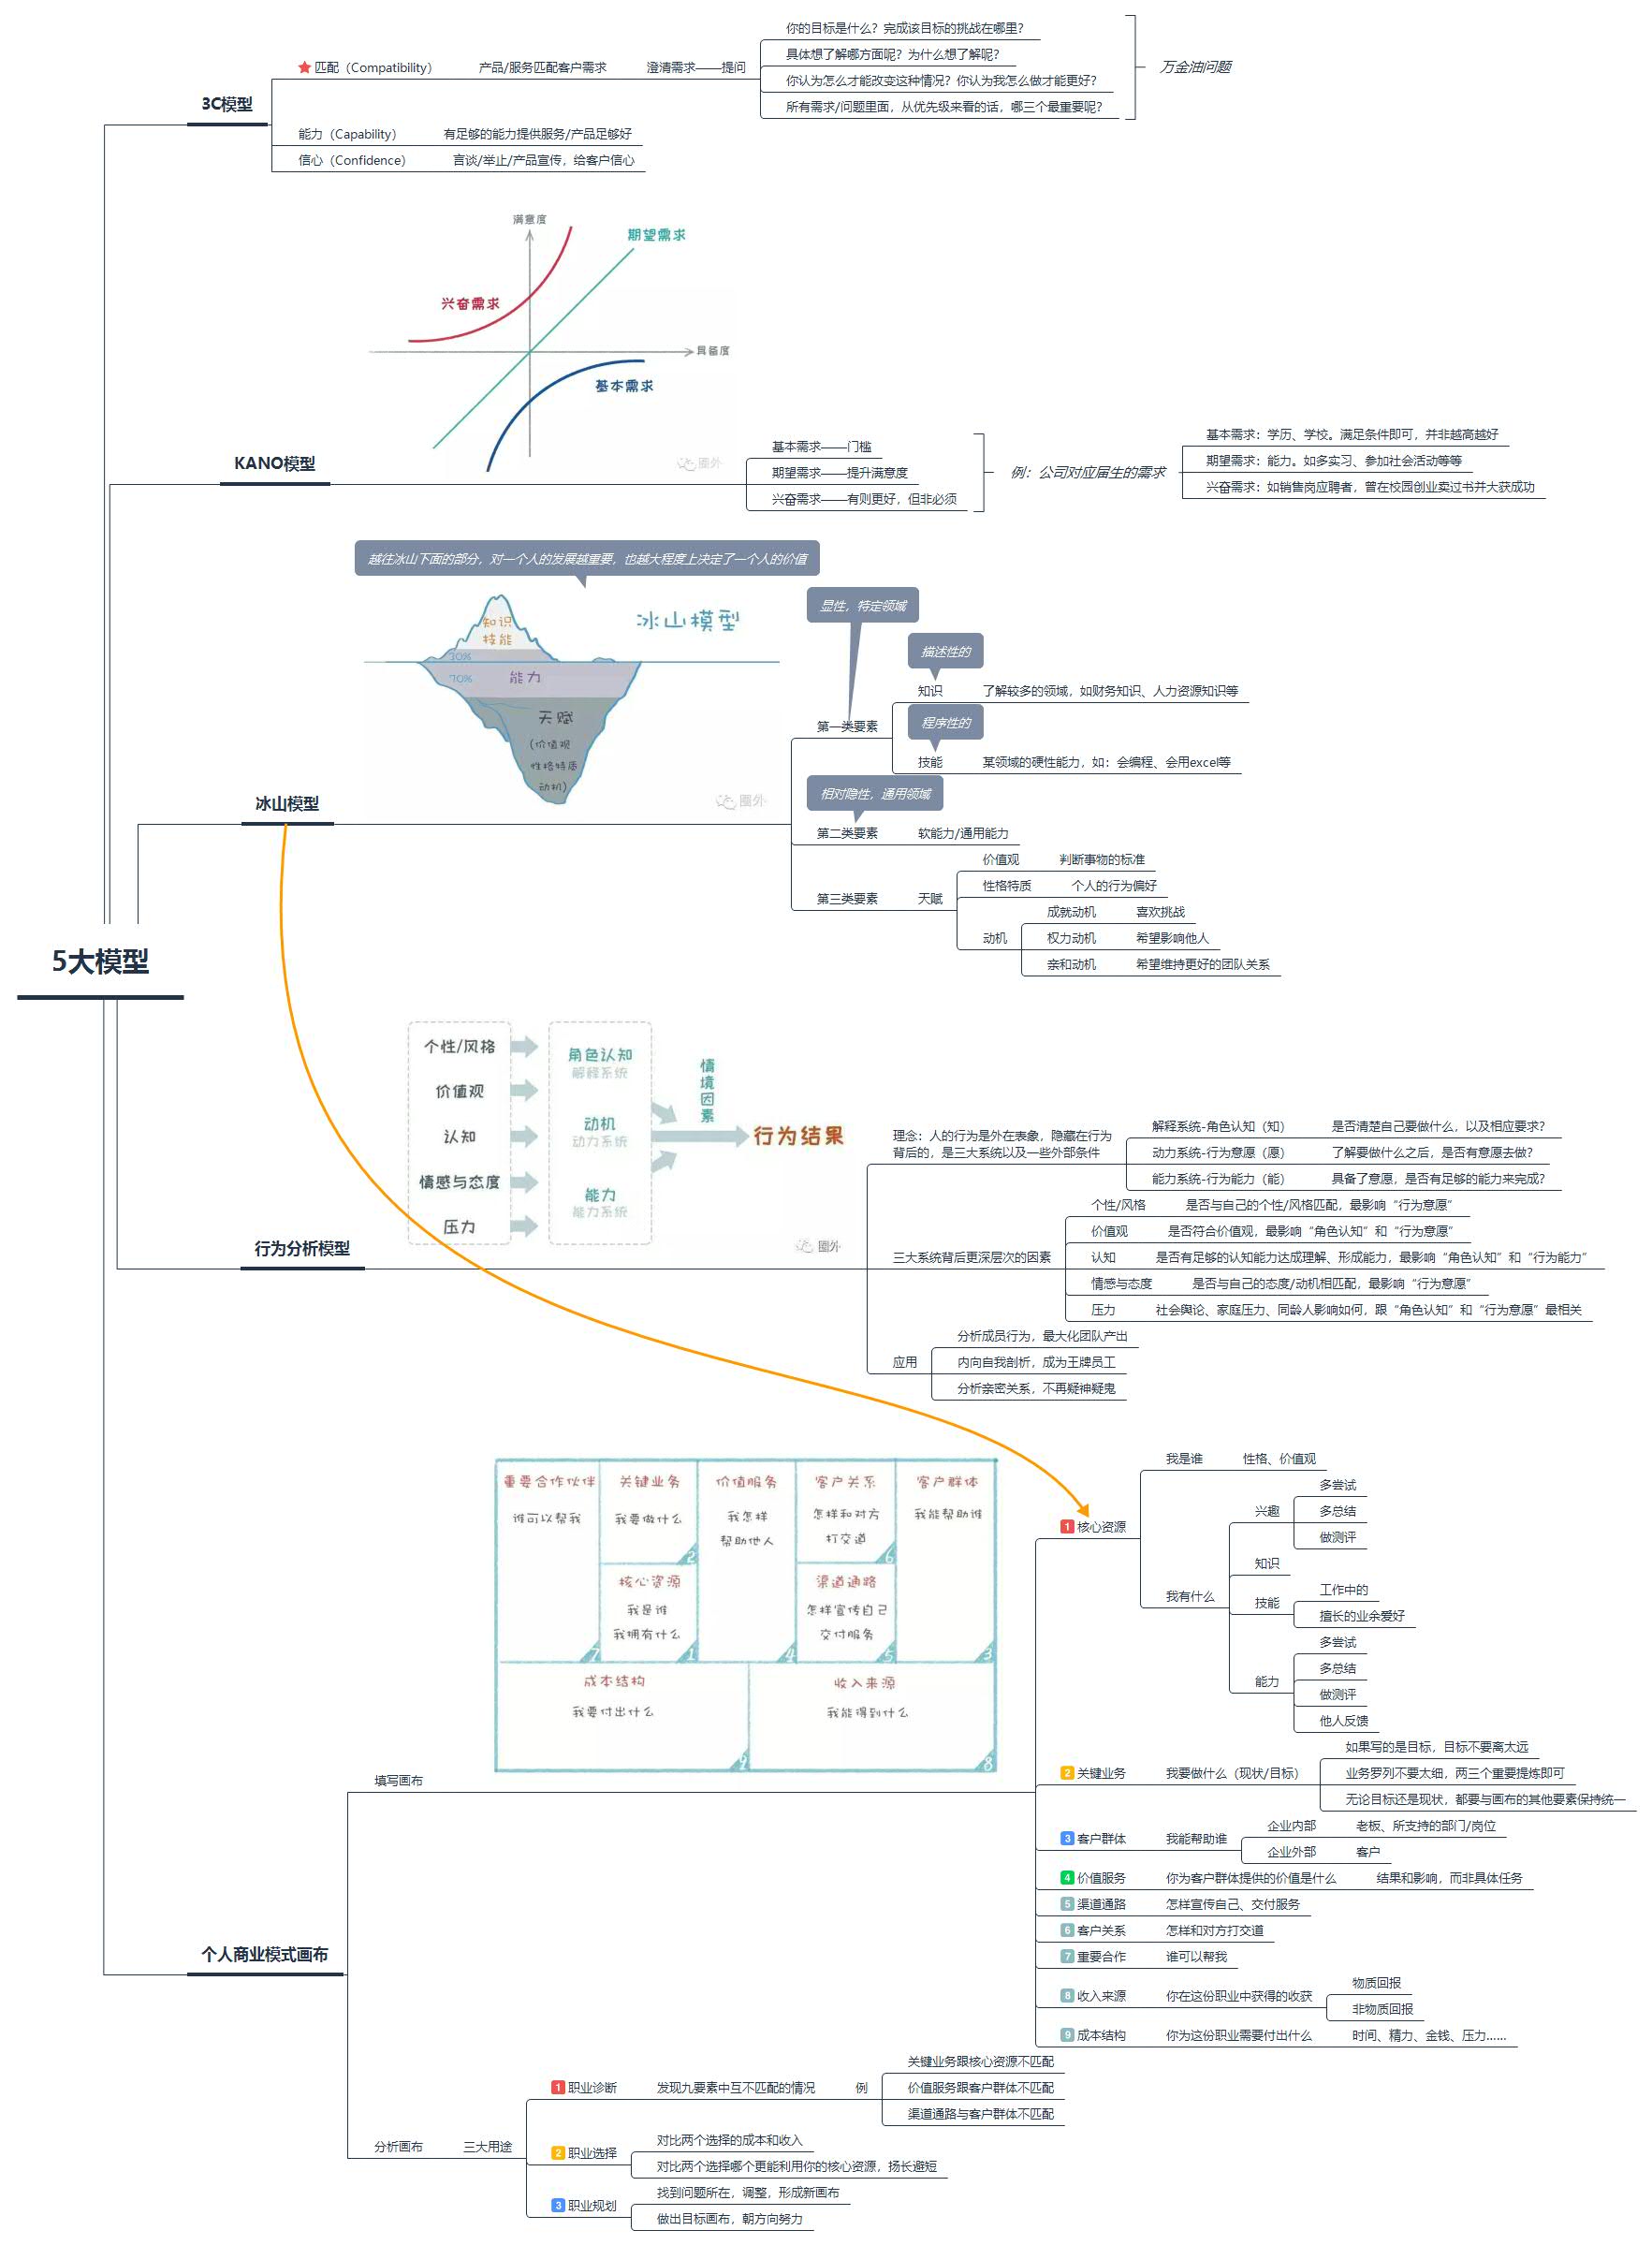 5大模型
3C模型
匹配（Compatibility）
产品/服务匹配客户需求
澄清需求——提问
你的目标是什么？完成该目标的挑战在哪里？
具体想了解哪方面呢？为什么想了解呢？
你认为怎么才能改变这种情况？你认为我怎么做才能更好？
所有需求/问题里面，从优先级来看的话，哪三个最重要呢？
万金油问题
能力（Capability）
有足够的能力提供服务/产品足够好
信心（Confidence）
言谈/举止/产品宣传，给客户信心
满意度
期望需求
兴奋需求
具备度
基本需求
圈外
KANO模型
基本需求——门槛
期望需求——提升满意度
兴奋需求——有则更好，但非必须
例：公司对应届生的需求
基本需求：学历、学校。满足条件即可，并非越高越好
期望需求：能力。如多实习、参加社会活动等等
兴奋需求：如销售岗应聘者，曾在校园创业卖过书并大获成功
越往冰山下面的部分，对一个人的发展越重要，也越大程度上决定了一个人的价值
冰山模型
知识
技能
30%
70%
能力
天赋
(价值观
性格特质
动机)
圈外
冰山模型
显性，特定领域
第一类要素
描述性的
知识
了解较多的领域，如财务知识、人力资源知识等
程序性的
技能
某领域的硬性能力，如：会编程、会用excel等
相对隐性，通用领域
第二类要素
软能力/通用能力
第三类要素
天赋
价值观
判断事物的标准
性格特质
个人的行为偏好
动机
成就动机
喜欢挑战
权力动机
希望影响他人
亲和动机
希望维持更好的团队关系
个性/风格
价值观
认知
情感与态度
压力
角色认知
解释系统
动机
动力系统
能力
能力系统
情境因素
行为结果
圈外
行为分析模型
理念：人的行为是外在表象，隐藏在行为
背后的，是三大系统以及一些外部条件
解释系统-角色认知（知）
是否清楚自己要做什么，以及相应要求？
动力系统-行为意愿（愿）
了解要做什么之后，是否有意愿去做？
能力系统-行为能力（能）
具备了意愿，是否有足够的能力来完成？
三大系统背后更深层次的因素
个性/风格
是否与自己的个性/风格匹配，最影响“行为意愿”
价值观
是否符合价值观，最影响“角色认知”和“行为意愿”
认知
是否有足够的认知能力达成理解、形成能力，最影响“角色认知”和“行为能力”
情感与态度
是否与自己的态度/动机相匹配，最影响“行为意愿”
压力
社会舆论、家庭压力、同龄人影响如何，跟“角色认知”和“行为意愿”最相关
应用
分析成员行为，最大化团队产出
内向自我剖析，成为王牌员工
分析亲密关系，不再疑神疑鬼
重要合作伙伴
谁可以帮我
7
关键业务
我要做什么
2
核心资源
我是谁
我拥有什么
1
价值服务
我怎样
帮助他人
4
客户关系
怎样和对方
打交道
6
渠道通路
怎样宣传自己
交付服务
5
客户群体
我能帮助谁
3
成本结构
我要付出什么
9
收入来源
我能得到什么
8
个人商业模式画布
填写画布
1 核心资源
我是谁
性格、价值观
我有什么
兴趣
多尝试
多总结
做测评
知识
技能
工作中的
擅长的业余爱好
能力
多尝试
多总结
做测评
他人反馈
2 关键业务
我要做什么（现状/目标）
如果写的是目标，目标不要离太远
业务罗列不要太细，两三个重要提炼即可
无论目标还是现状，都要与画布的其他要素保持统一
3 客户群体
我能帮助谁
企业内部
老板、所支持的部门/岗位
企业外部
客户
4 价值服务
你为客户群体提供的价值是什么
结果和影响，而非具体任务
5 渠道通路
怎样宣传自己、交付服务
6 客户关系
怎样和对方打交道
7 重要合作
谁可以帮我
8 收入来源
你在这份职业中获得的收获
物质回报
非物质回报
9 成本结构
你为这份职业需要付出什么
时间、精力、金钱、压力……
分析画布
三大用途
1 职业诊断
发现九要素中互不匹配的情况
例
关键业务跟核心资源不匹配
价值服务跟客户群体不匹配
渠道通路与客户群体不匹配
2 职业选择
对比两个选择的成本和收入
对比两个选择哪个更能利用你的核心资源，扬长避短
3 职业规划
找到问题所在，调整，形成新画布
做出目标画布，朝方向努力